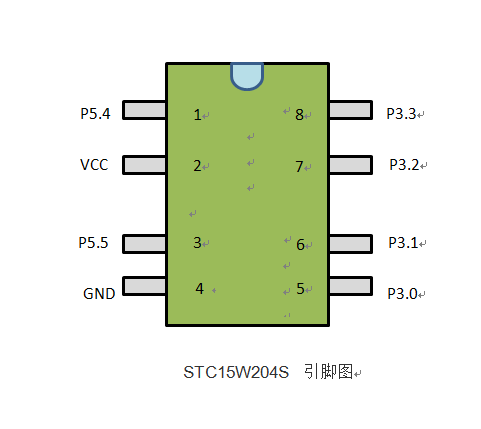 P5.4 1 8 P3.3
VCC 2 7 P3.2
P5.5 3 6 P3.1
GND 4 5 P3.0
STC15W204S 引脚图